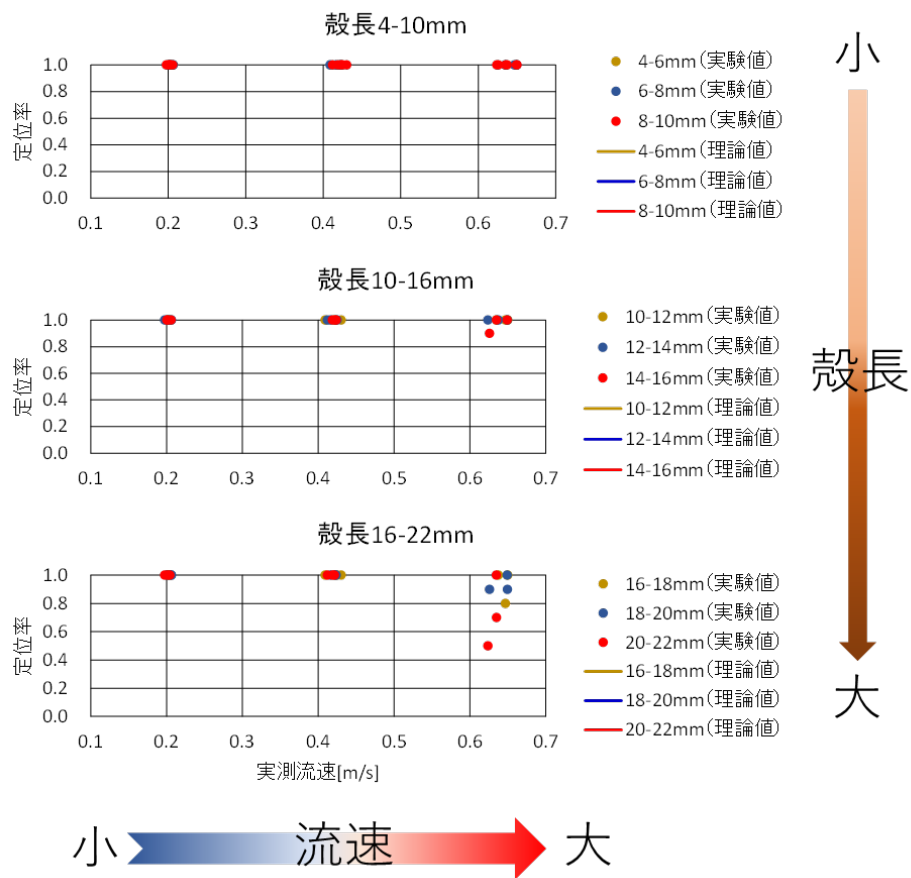 殻長4-10mm
定位率
1.0
0.8
0.6
0.4
0.2
0.0
0.1 0.2 0.3 0.4 0.5 0.6 0.7
4-6mm(実験値)
6-8mm(実験値)
8-10mm(実験値)
4-6mm(理論値)
6-8mm(理論値)
8-10mm(理論値)
殻長10-16mm
定位率
1.0
0.8
0.6
0.4
0.2
0.0
0.1 0.2 0.3 0.4 0.5 0.6 0.7
10-12mm(実験値)
12-14mm(実験値)
14-16mm(実験値)
10-12mm(理論値)
12-14mm(理論値)
14-16mm(理論値)
殻長16-22mm
定位率
1.0
0.8
0.6
0.4
0.2
0.0
0.1 0.2 0.3 0.4 0.5 0.6 0.7
実測流速[m/s]
16-18mm(実験値)
18-20mm(実験値)
20-22mm(実験値)
16-18mm(理論値)
18-20mm(理論値)
20-22mm(理論値)
小
殻長
大
小 流速 大